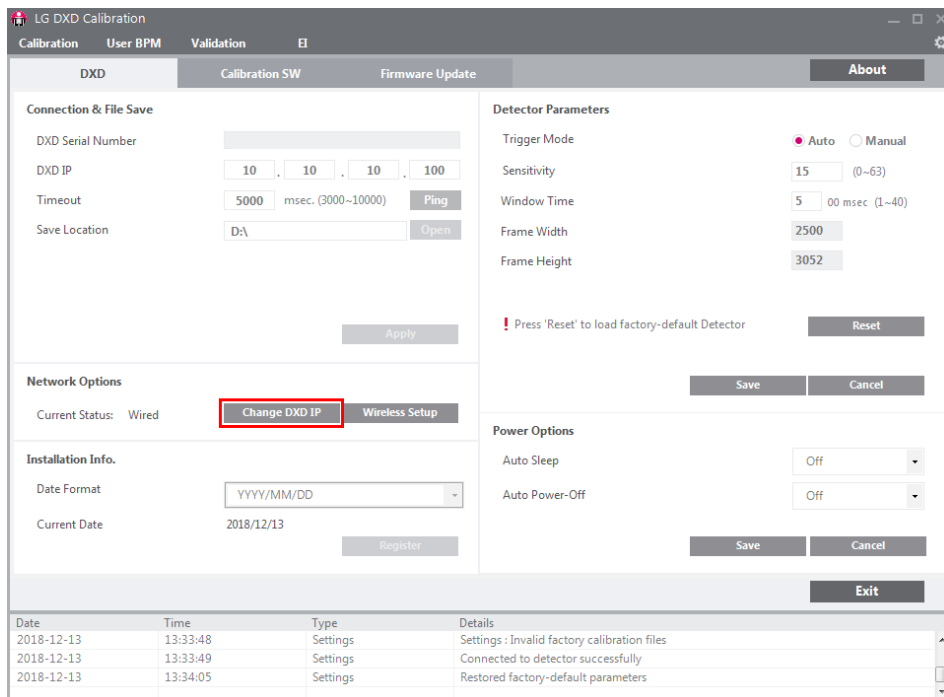 LG DXD Calibration
Calibration User BPM Validation EI
DXD Calibration SW Firmware Update About
Connection & File Save
DXD Serial Number
DXD IP 10 . 10 . 10 . 100
Timeout 5000 msec. (3000~10000) Ping
Save Location D:\ Open
Apply
Network Options
Current Status: Wired Change DXD IP Wireless Setup
Installation Info.
Date Format YYYY/MM/DD
Current Date 2018/12/13
Register
Detector Parameters
Trigger Mode Auto Manual
Sensitivity 15 (0~63)
Window Time 5 00 msec (1~40)
Frame Width 2500
Frame Height 3052
! Press 'Reset' to load factory-default Detector Reset
Save Cancel
Power Options
Auto Sleep Off
Auto Power-Off Off
Save Cancel
Exit
Date Time Type Details
2018-12-13 13:33:48 Settings Settings : Invalid factory calibration files
2018-12-13 13:33:49 Settings Connected to detector successfully
2018-12-13 13:34:05 Settings Restored factory-default parameters